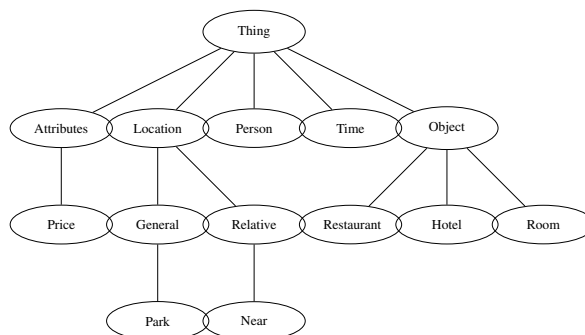 Thing
Attributes Location Person Time Object
Price General Relative Restaurant Hotel Room
Park Near